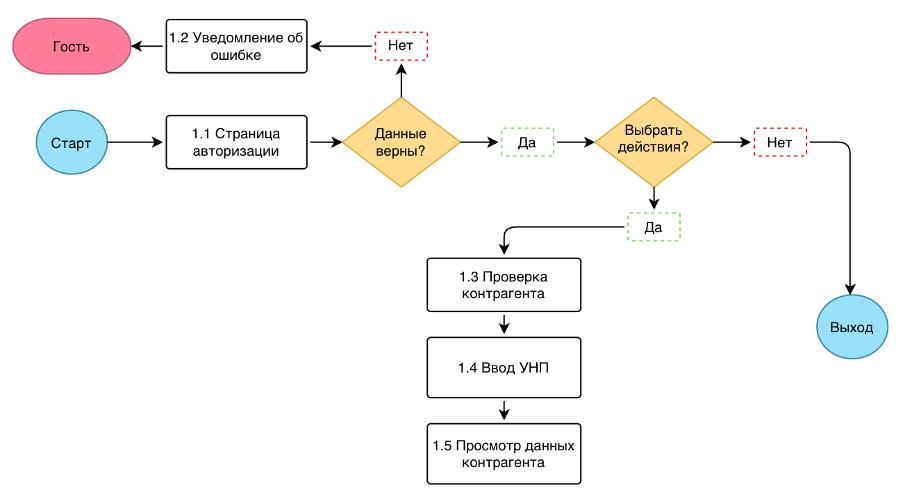 Гость
1.2 Уведомление об
ошибке
Нет
Старт
1.1 Страница
авторизации
Данные
верны?
Да
Выбрать
действия?
Нет
Да
1.3 Проверка
контрагента
Выход
1.4 Ввод УНП
1.5 Просмотр данных
контрагента